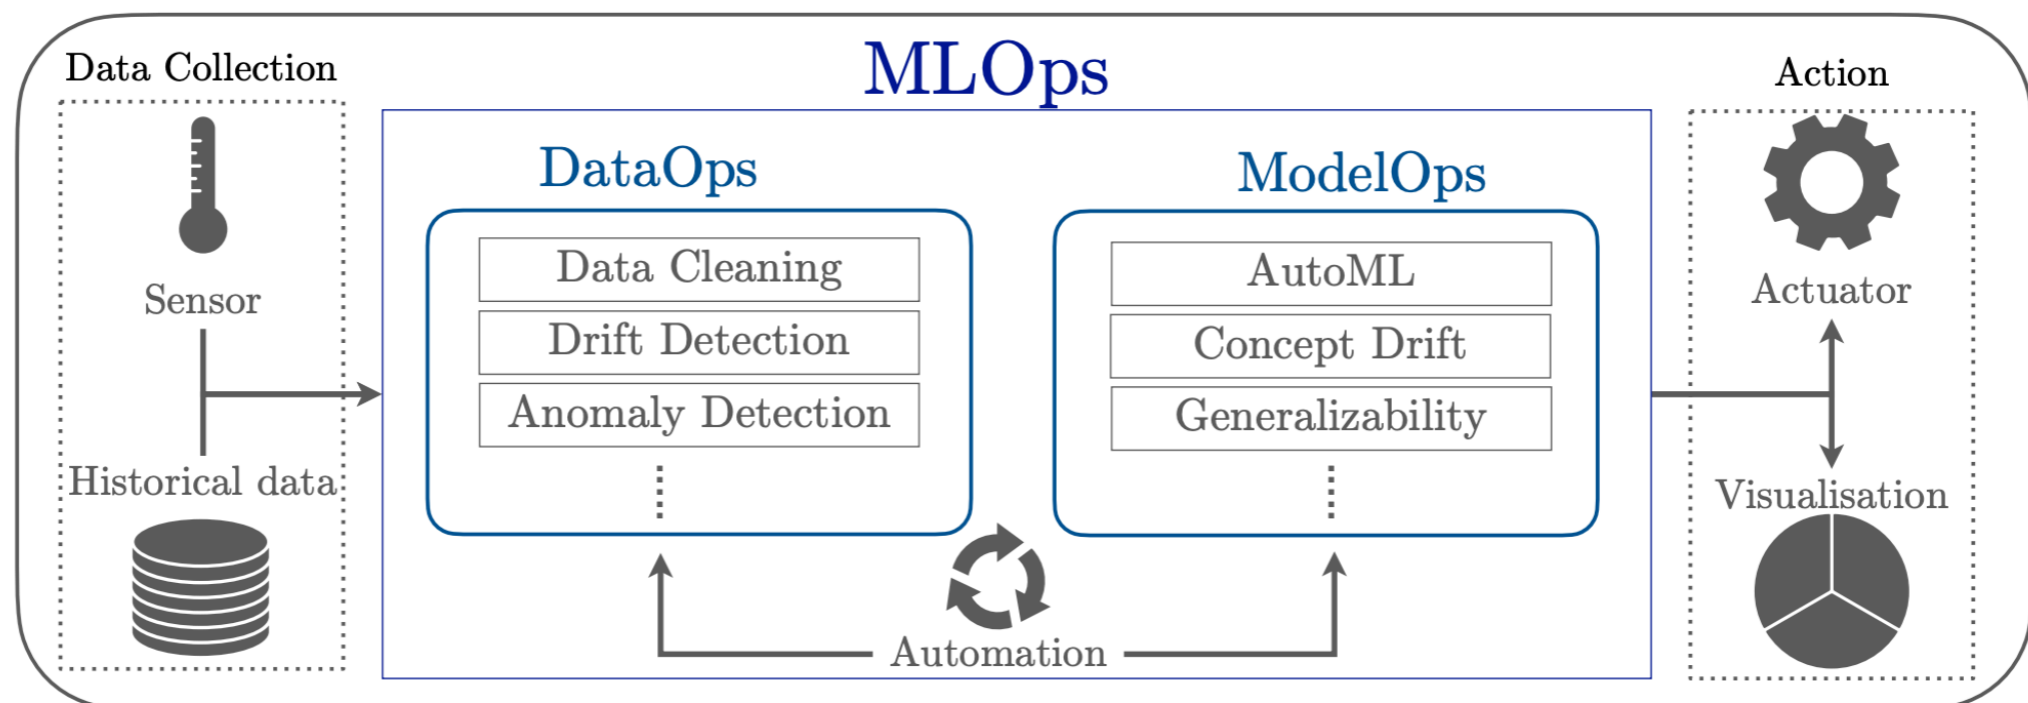 Data Collection
Sensor
Historical data
MLOps
DataOps
Data Cleaning
Drift Detection
Anomaly Detection
ModelOps
AutoML
Concept Drift
Generalizability
Automation
Action
Actuator
Visualisation